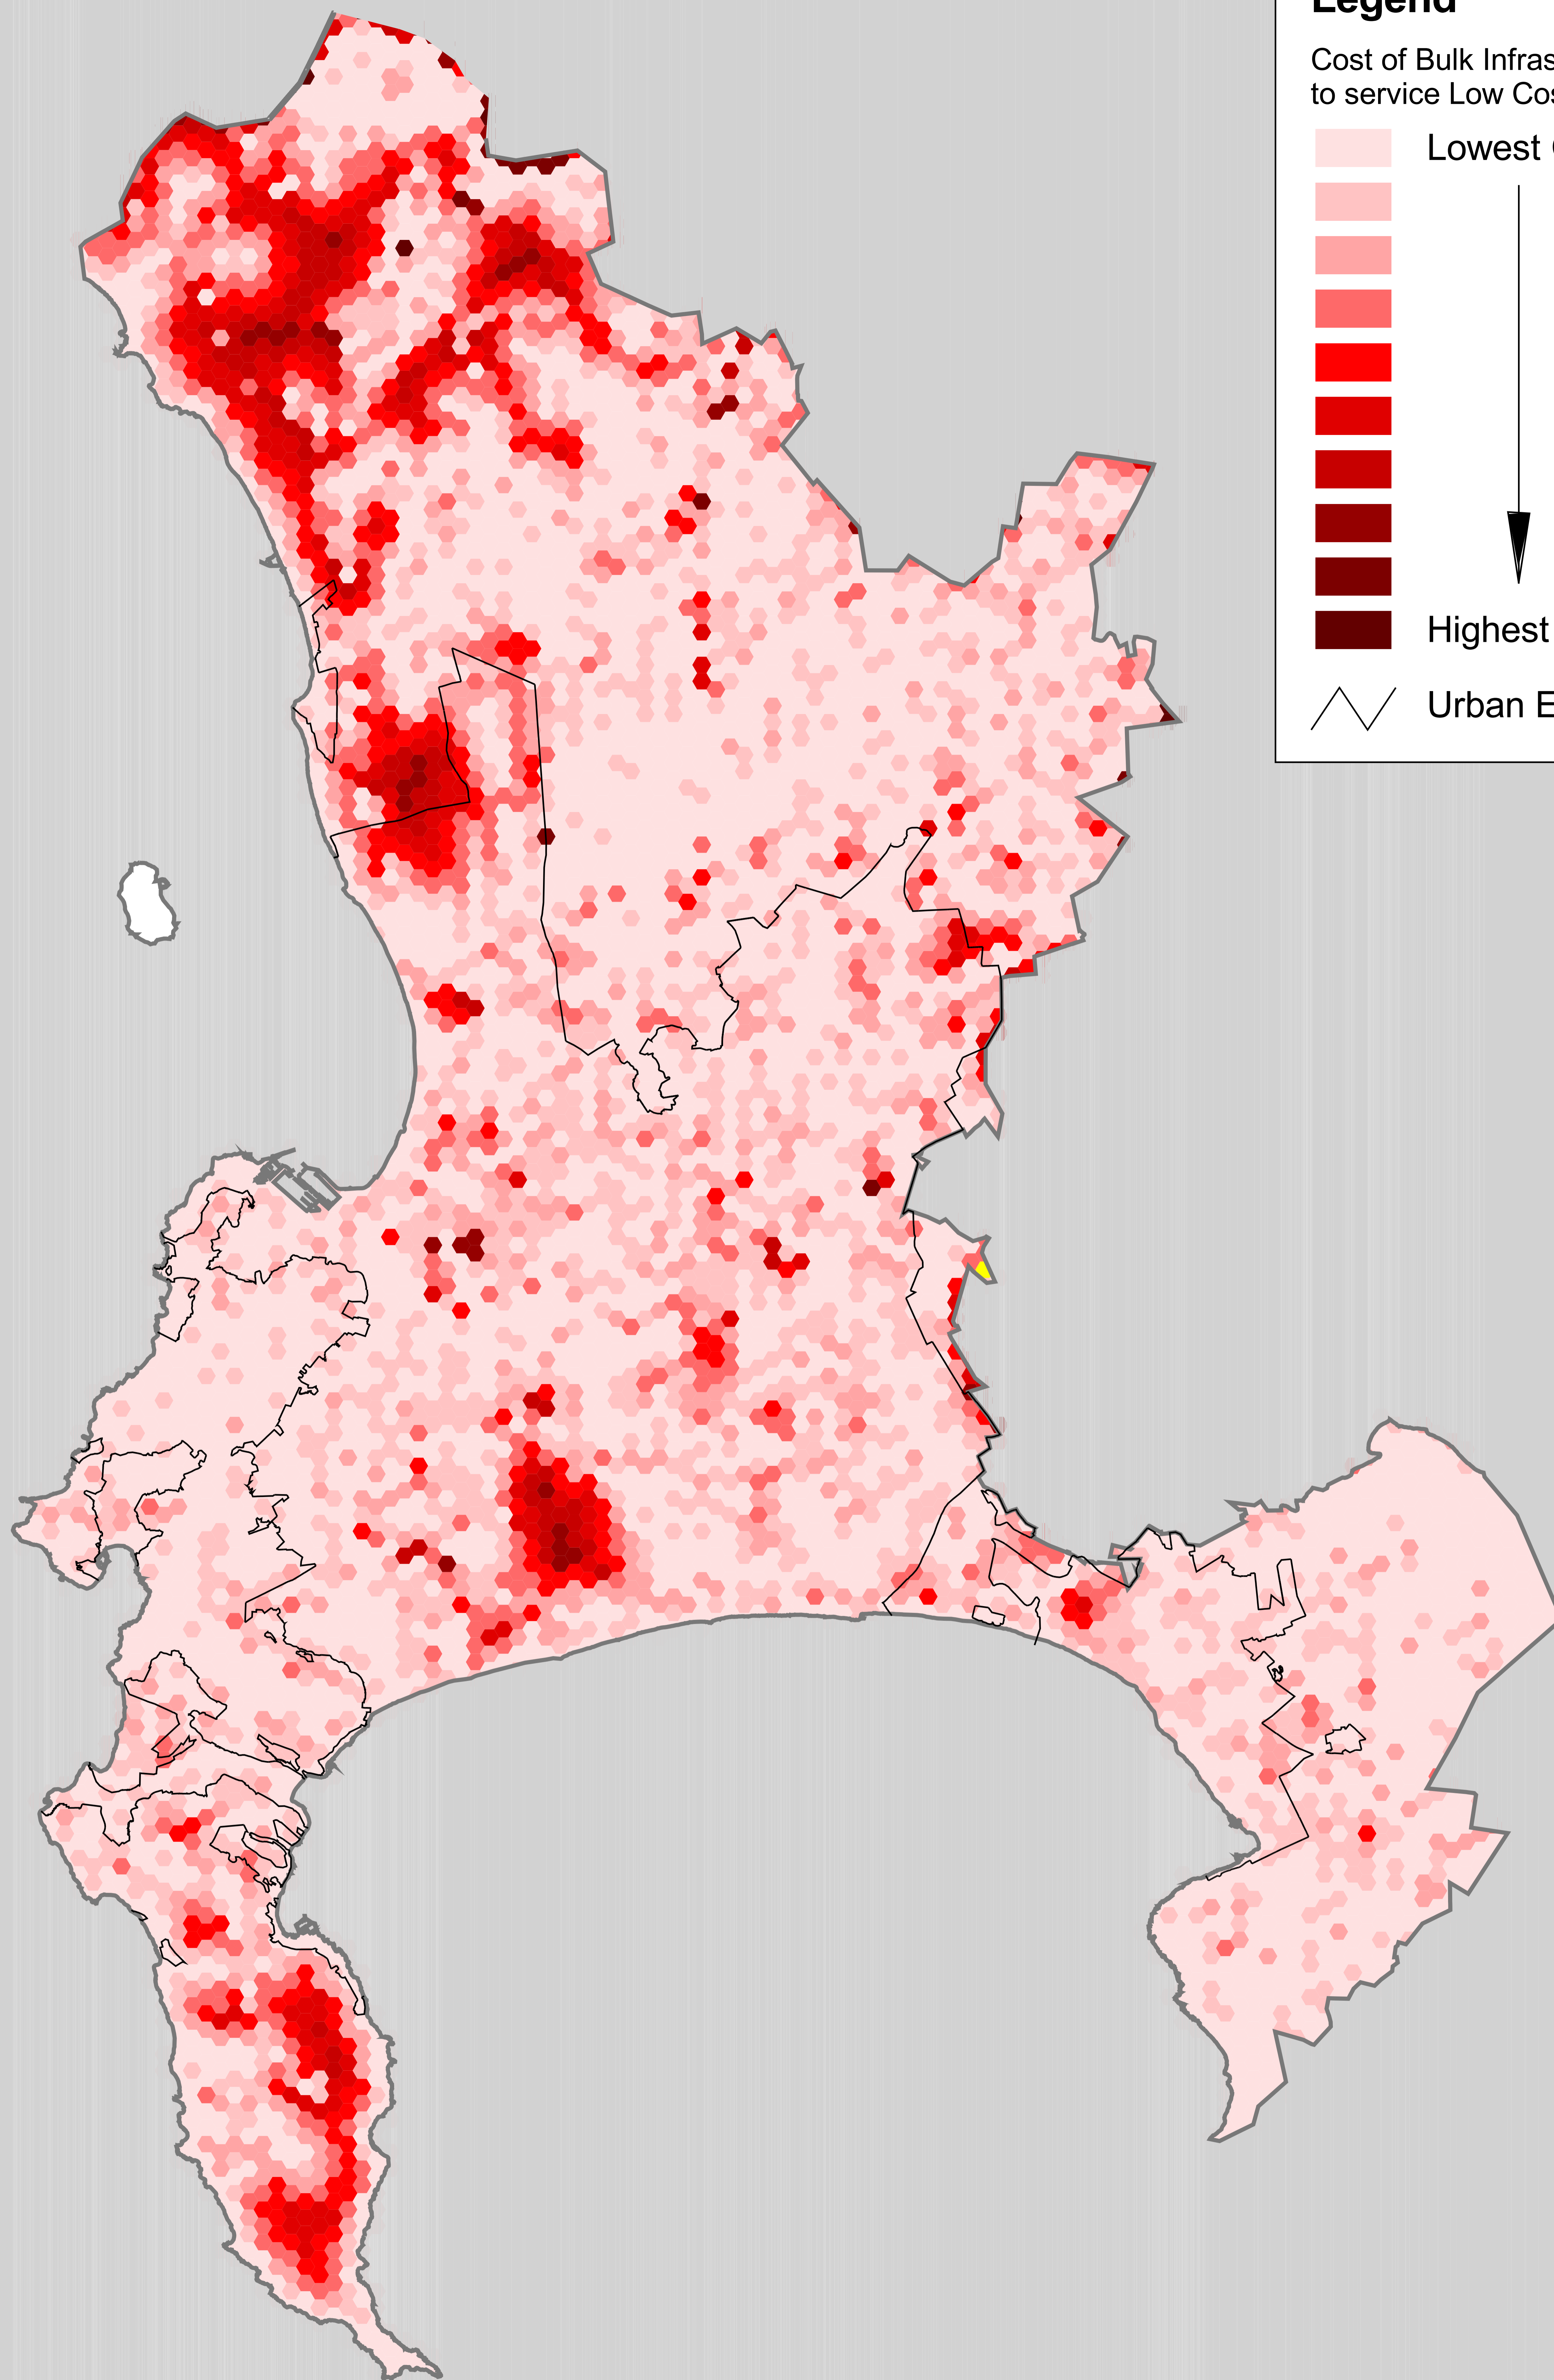 Legend
Cost of Bulk Infras
to service Low Cos
Lowest
Highest
Urban E